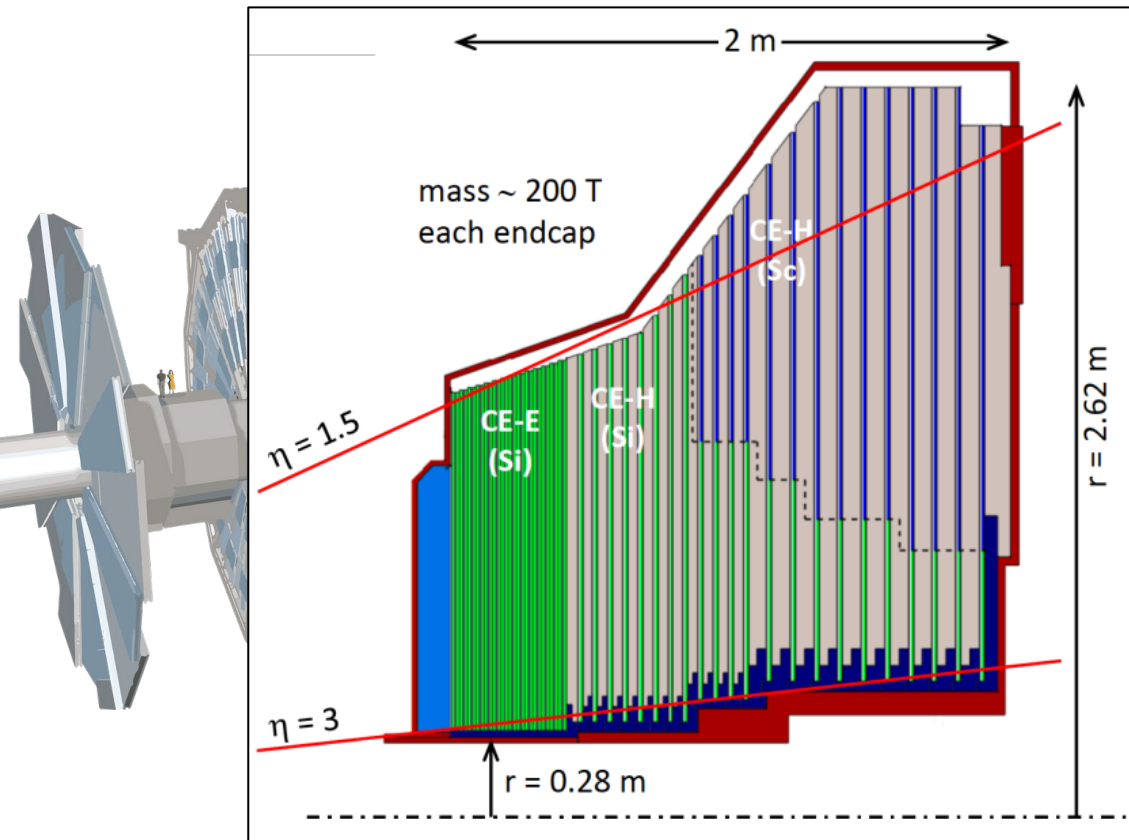 2 m
mass ~ 200 T
each endcap
CE-H
(Sc)
η = 1.5
CE-E
(Si)
CE-H
(Si)
r = 2.62 m
η = 3
r = 0.28 m